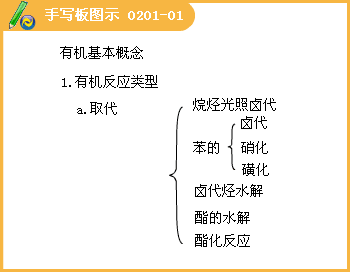 手写板图示 0201-01
有机基本概念
1.有机反应类型
a.取代
烷烃光照卤代
苯的
卤代
硝化
磺化
卤代烃水解
酯的水解
酯化反应